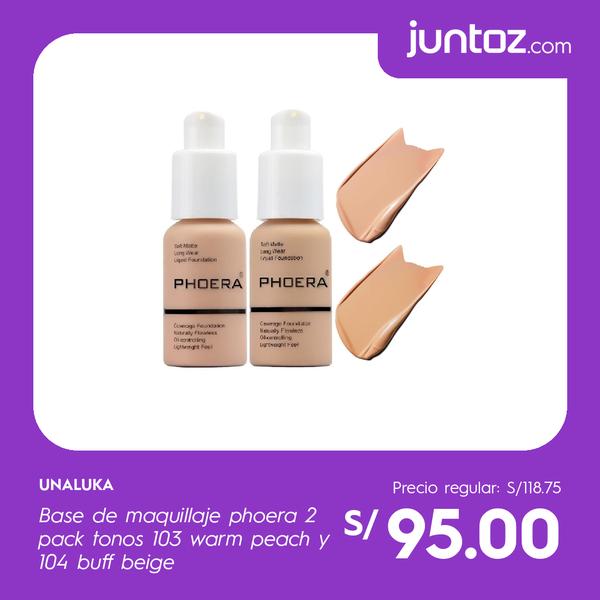 juntoz.com
Soft Matte
Long Wear
Liquid Foundation
PHOERA®
Coverage Foundation
Naturally Flawless
Oil-controlling
Lightweight Feel
Soft Matte
Long Wear
Liquid Foundation
PHOERA®
Coverage Foundation
Naturally Flawless
Oil-controlling
Lightweight Feel
UNALUKA
Base de maquillaje phoera 2
pack tonos 103 warm peach y
104 buff beige
Precio regular: S/118.75
S/95.00